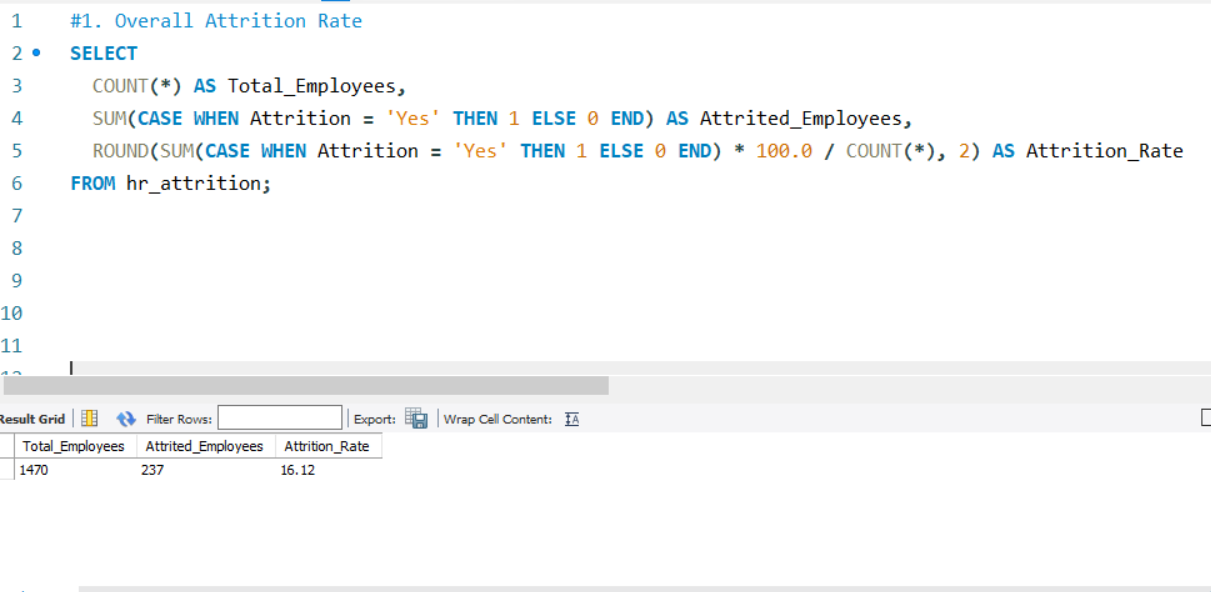 1 #1. Overall Attrition Rate
2 SELECT
3 COUNT(*) AS Total_Employees,
4 SUM(CASE WHEN Attrition = 'Yes' THEN 1 ELSE 0 END) AS Attrited_Employees,
5 ROUND(SUM(CASE WHEN Attrition = 'Yes' THEN 1 ELSE 0 END) * 100.0 / COUNT(*), 2) AS Attrition_Rate
6 FROM hr_attrition;
7
8
9
10
11
Result Grid Filter Rows: Export: Wrap Cell Content:
Total_Employees Attrited_Employees Attrition_Rate
1470 237 16.12